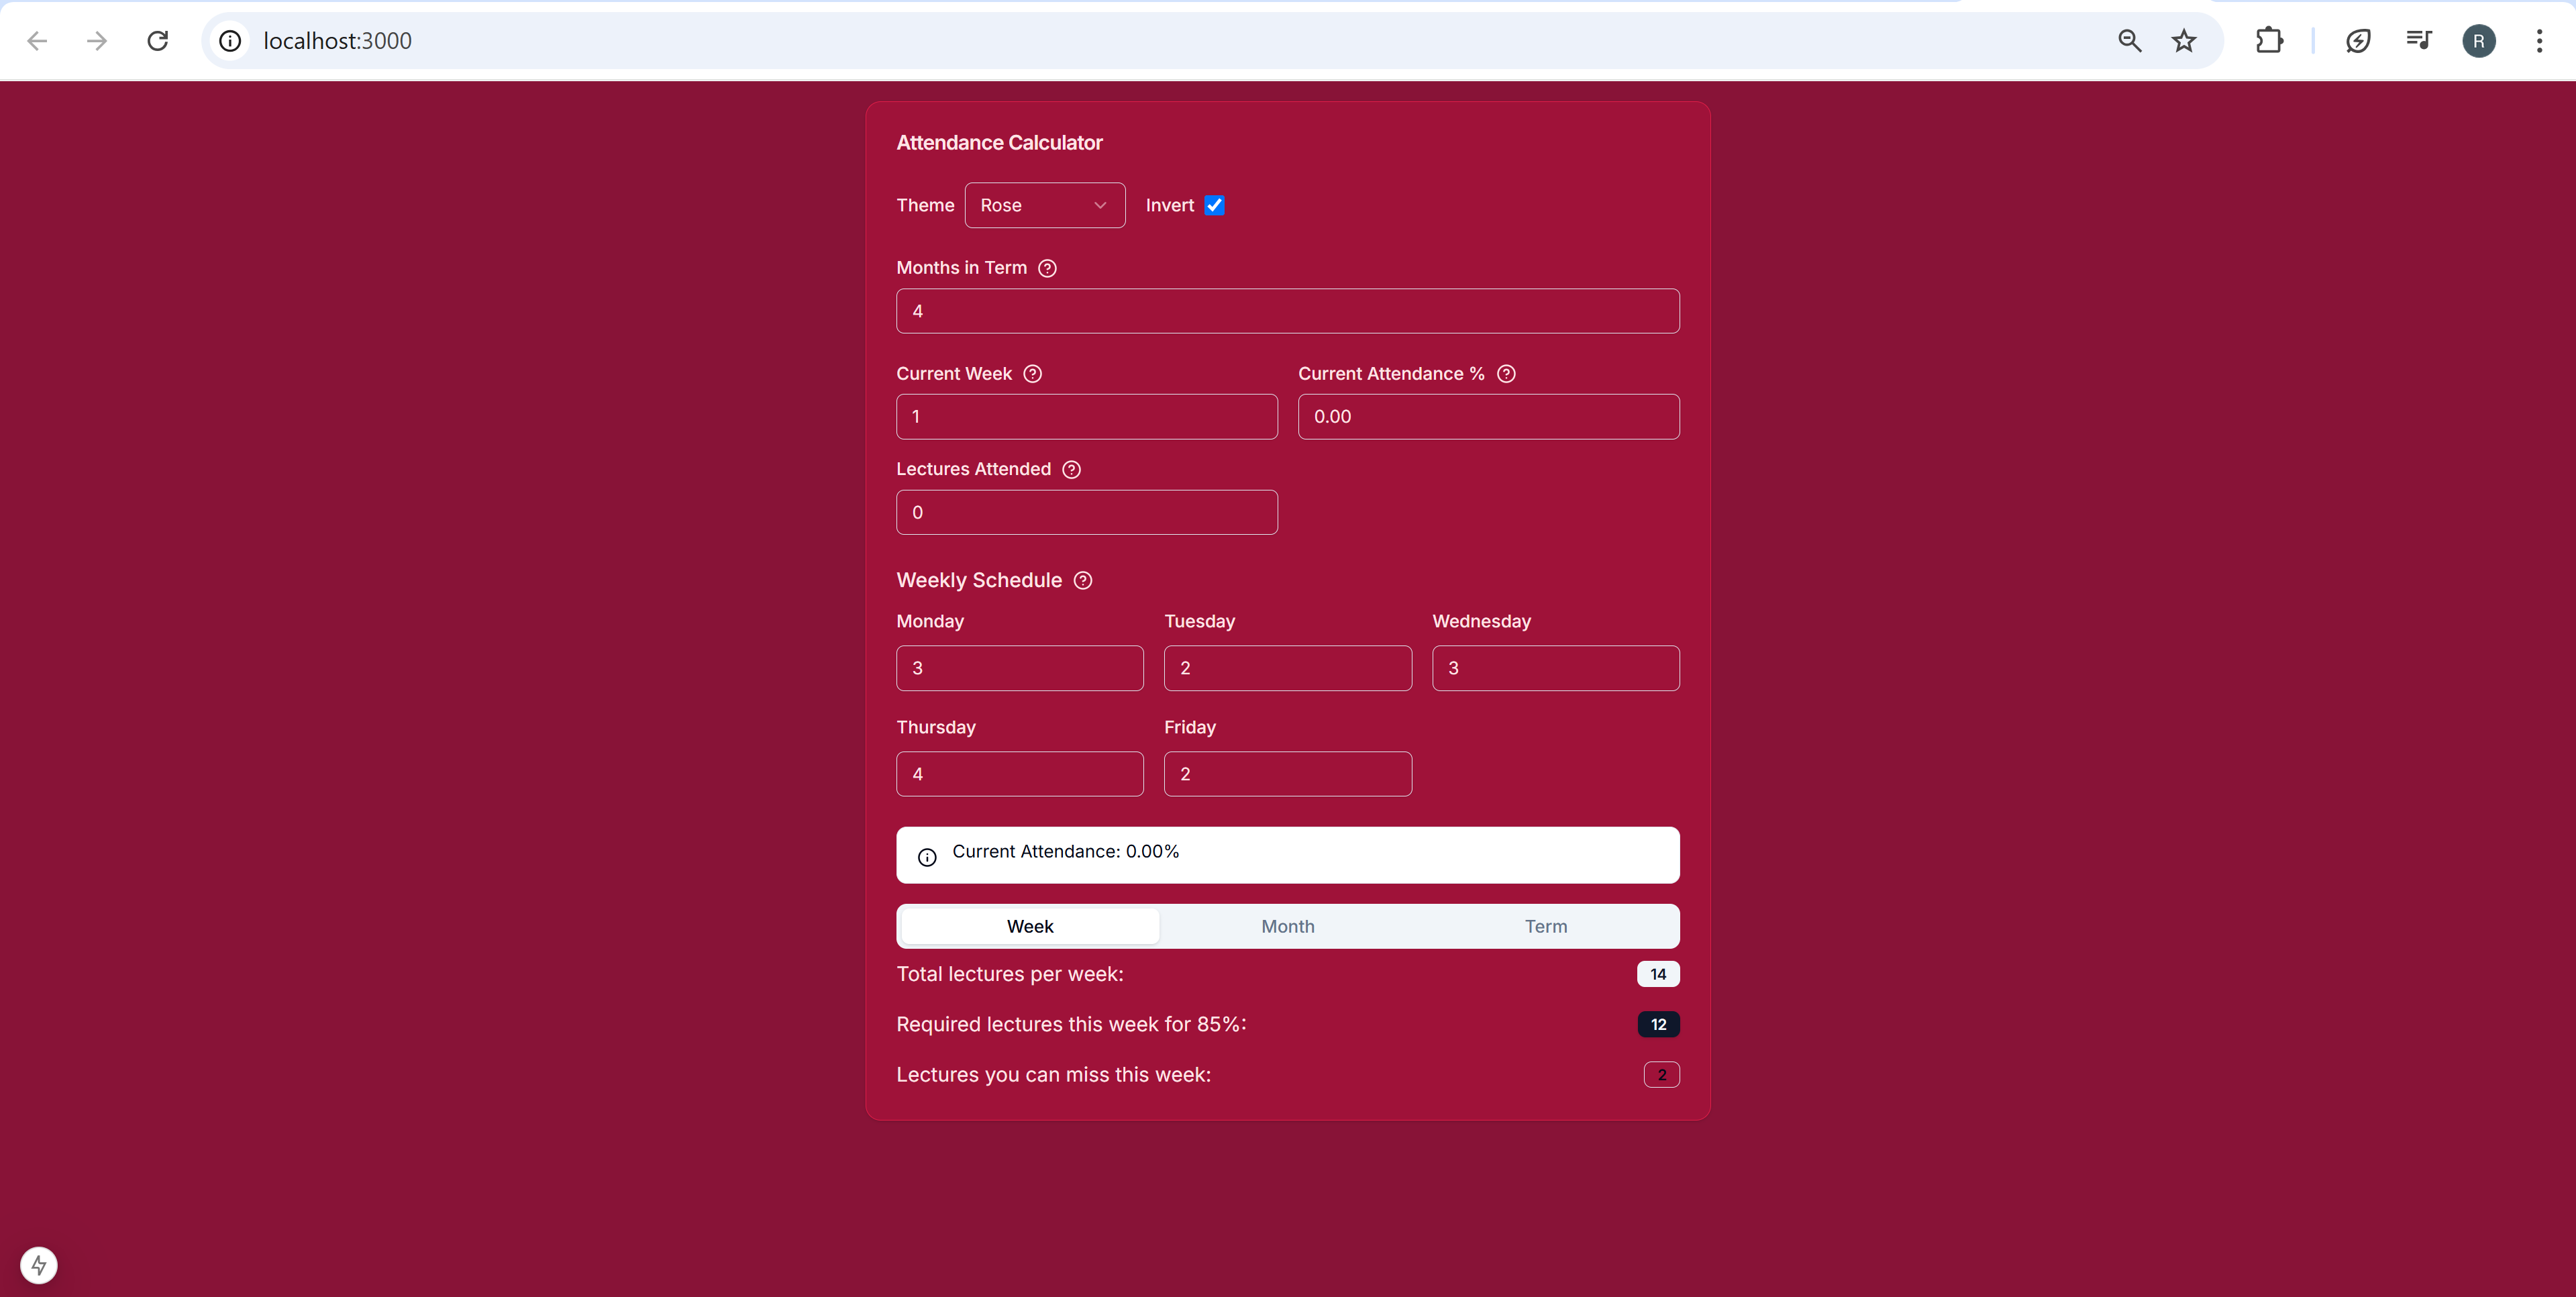 localhost:3000
R
Attendance Calculator
Theme Rose Invert
Months in Term ?
4
Current Week ? Current Attendance % ?
1 0.00
Lectures Attended ?
0
Weekly Schedule ?
Monday Tuesday Wednesday
3 2 3
Thursday Friday
4 2
Current Attendance: 0.00%
Week Month Term
Total lectures per week: 14
Required lectures this week for 85%: 12
Lectures you can miss this week: 2